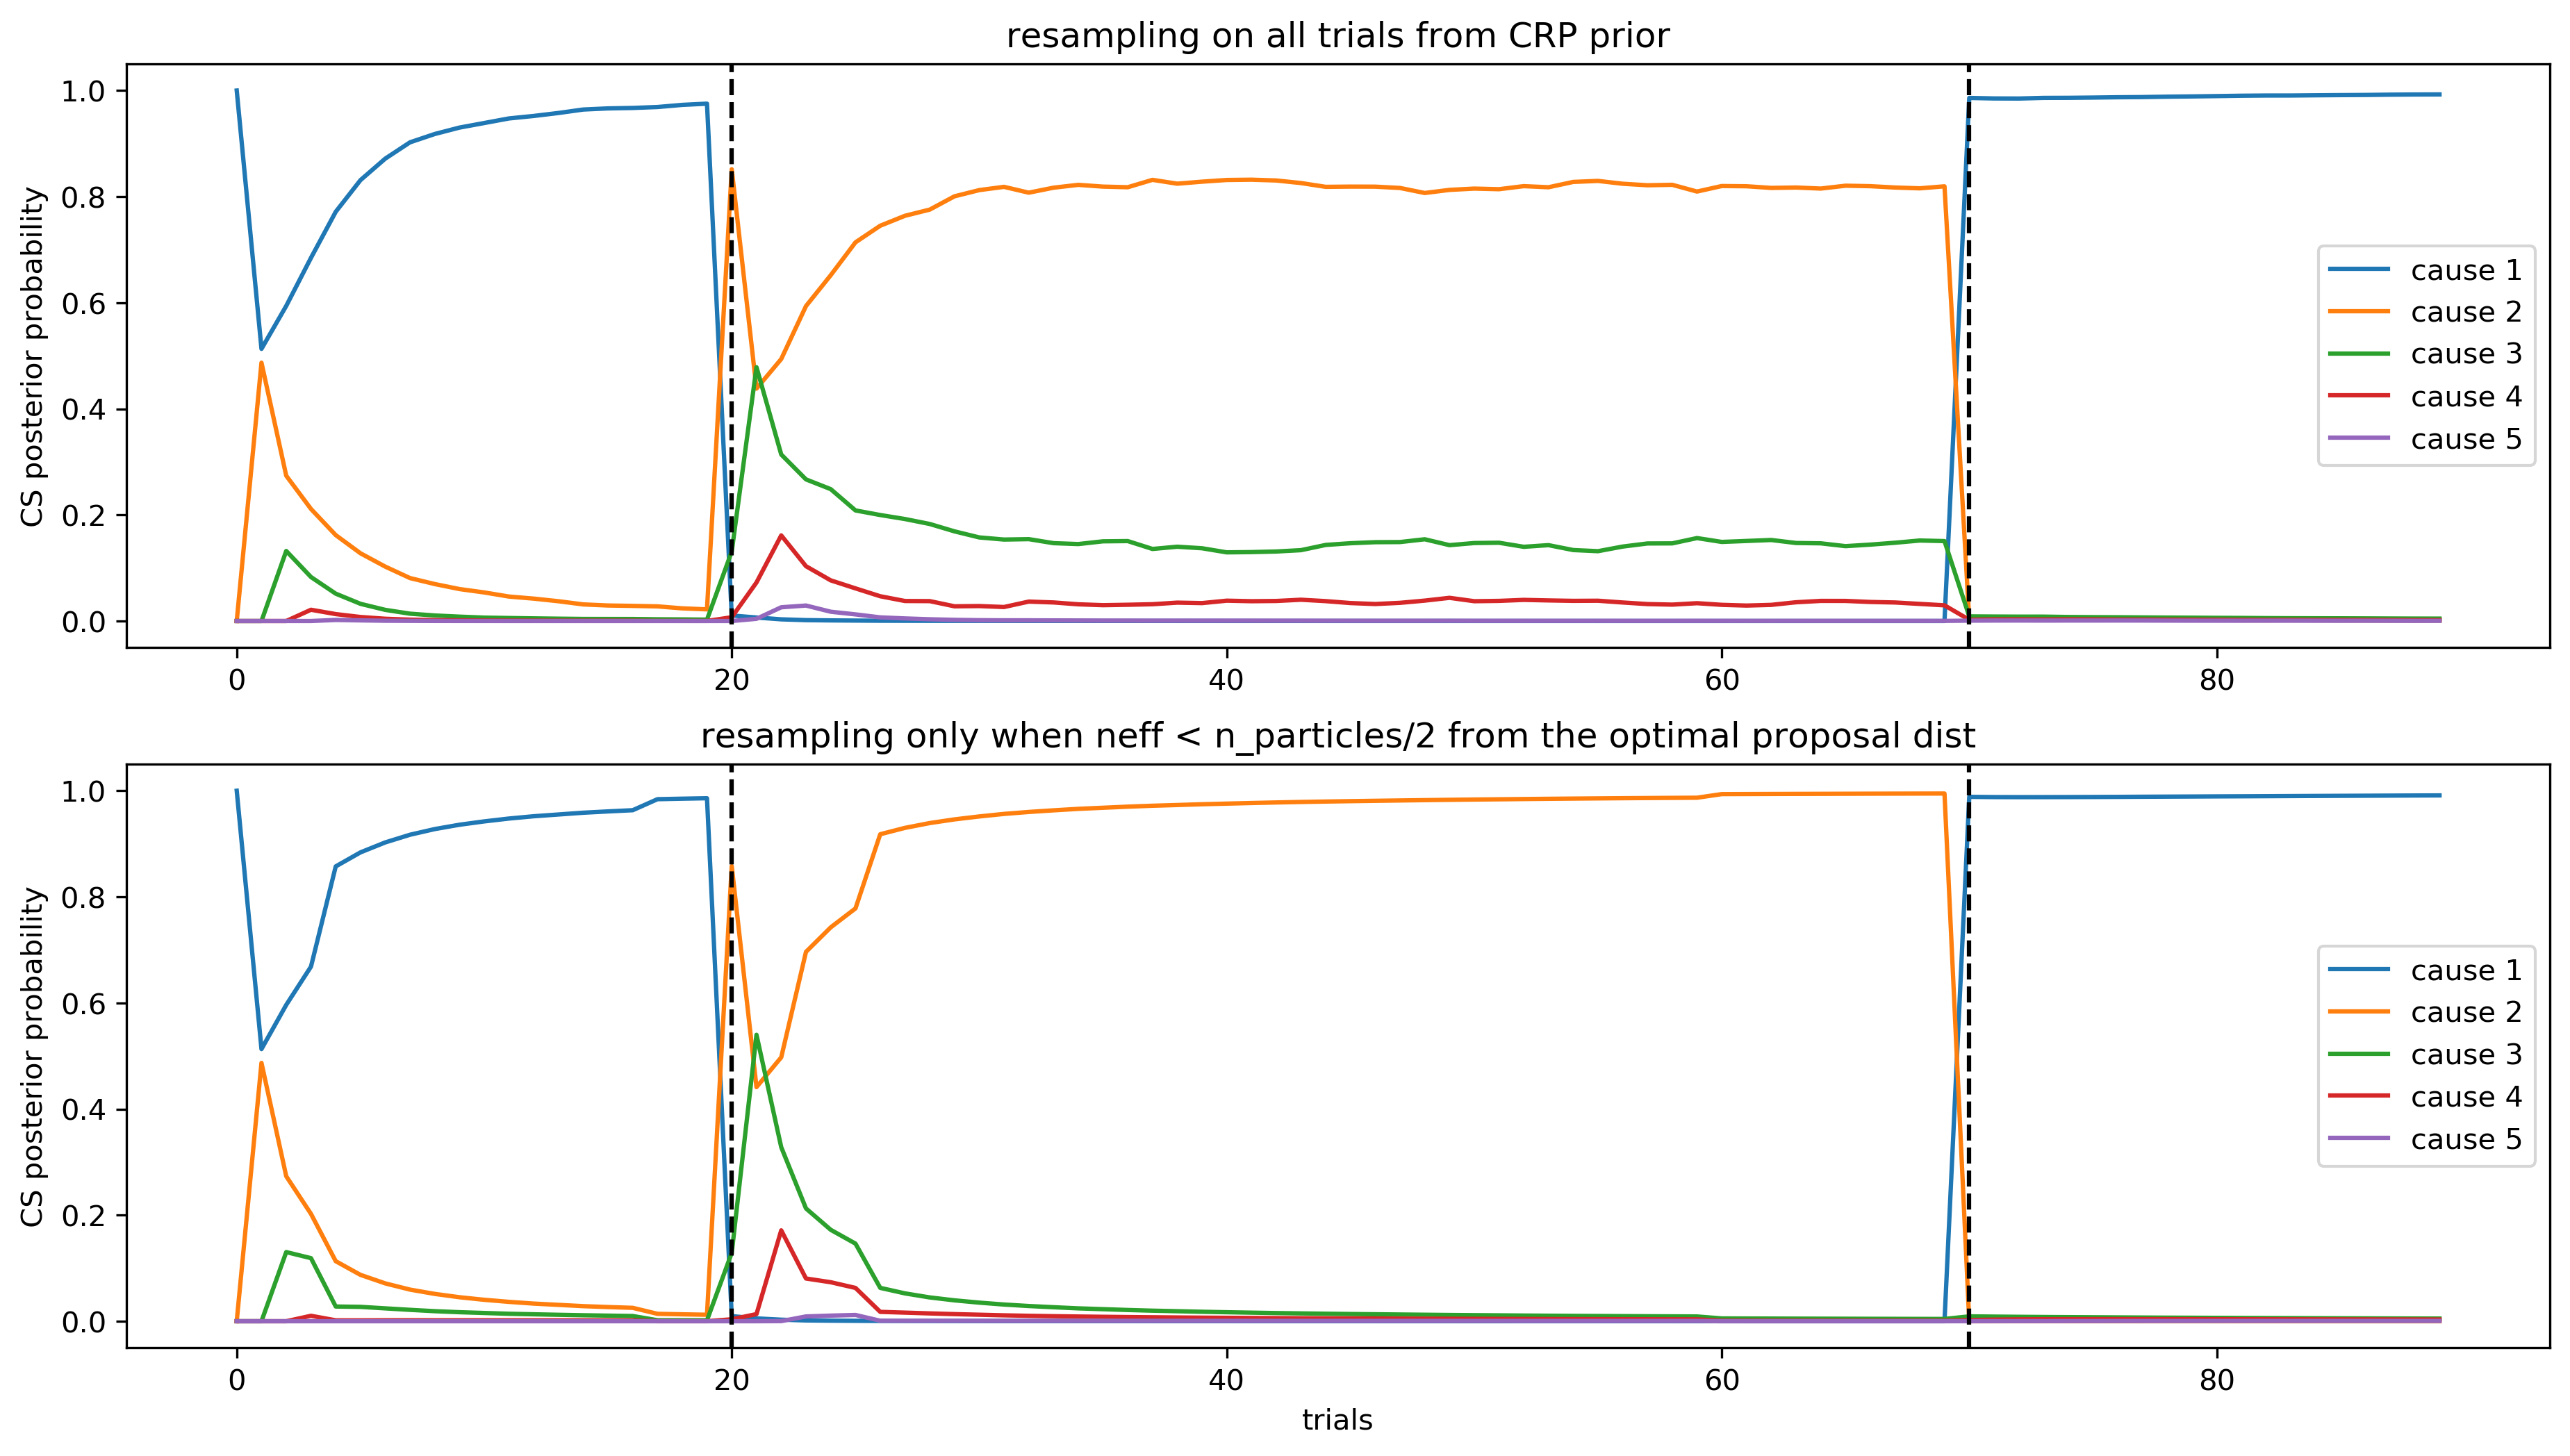 resampling on all trials from CRP prior
CS posterior probability
1.0
0.8
0.6
0.4
0.2
0.0
0
20
40
60
80
cause 1
cause 2
cause 3
cause 4
cause 5
resampling only when neff < n_particles/2 from the optimal proposal dist
CS posterior probability
1.0
0.8
0.6
0.4
0.2
0.0
0
20
40
60
80
cause 1
cause 2
cause 3
cause 4
cause 5
trials